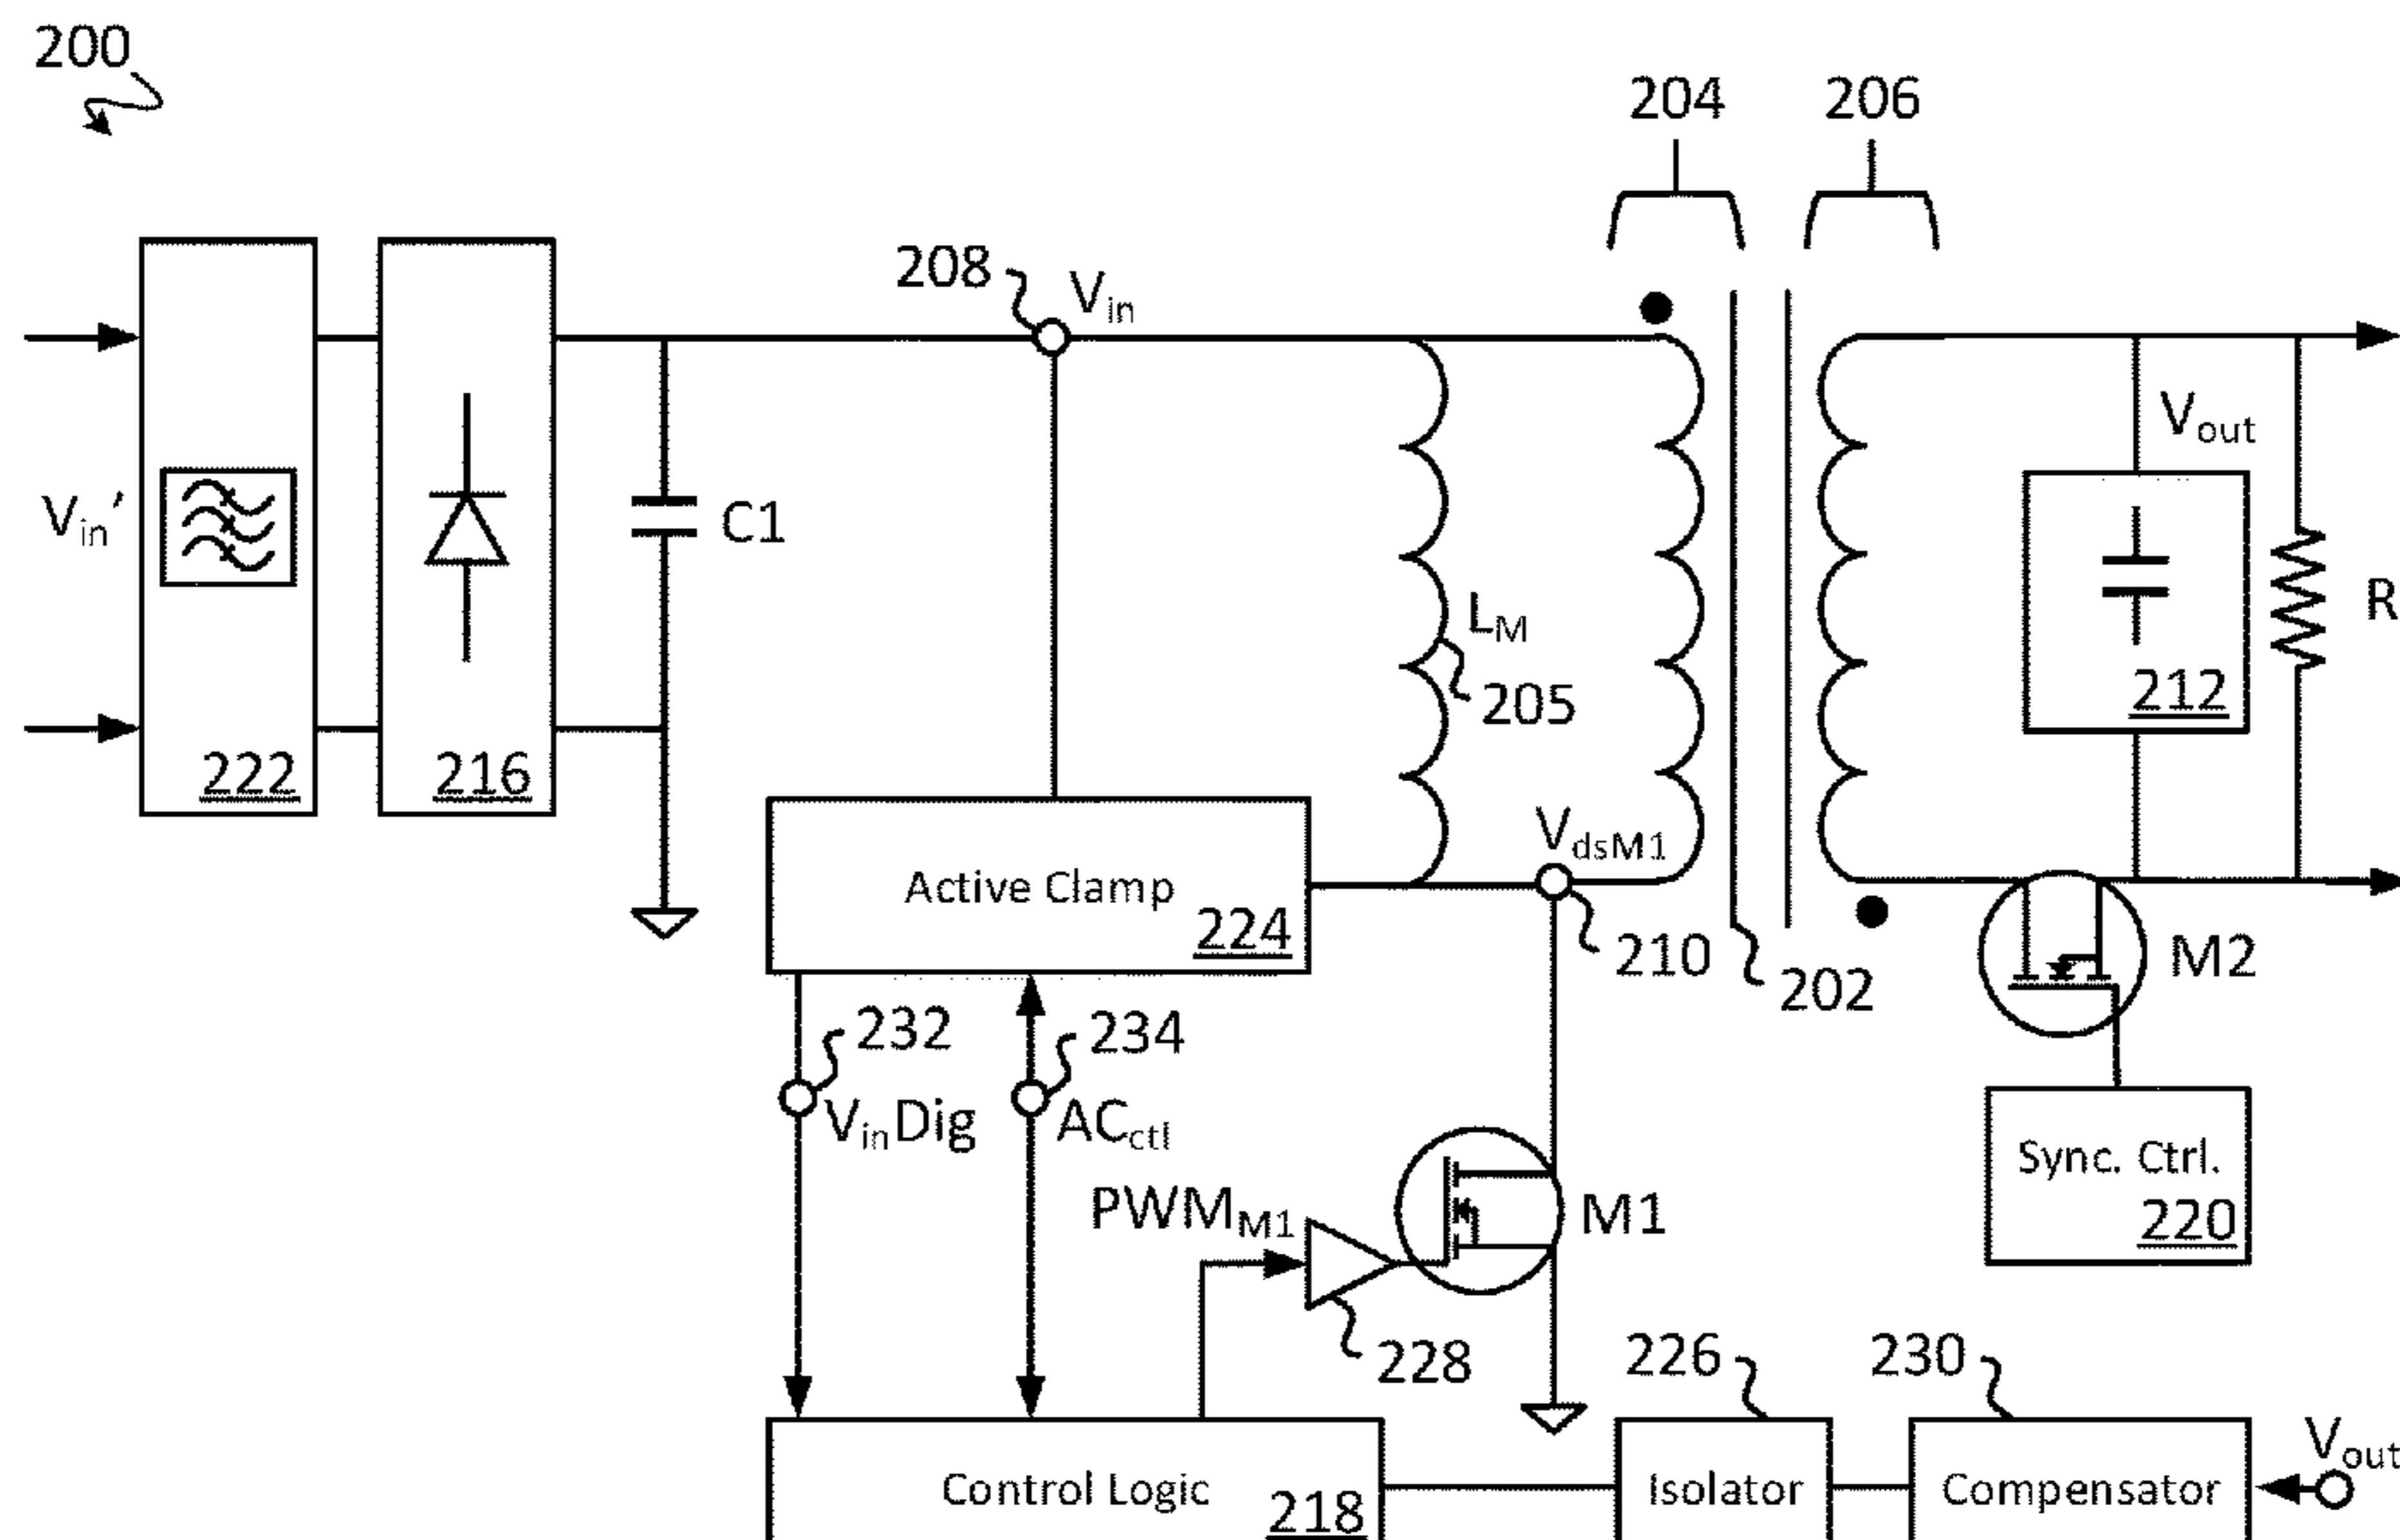 200
204 206
208 Vin
Vin′
C1
LM
205
Vout
212
R
222 216
VdsM1
Active Clamp
224
210
202
M2
232
234
VinDig
ACctl
PWMM1
M1
Sync. Ctrl.
220
228
226
230
Control Logic
218
Isolator
Compensator
Vout